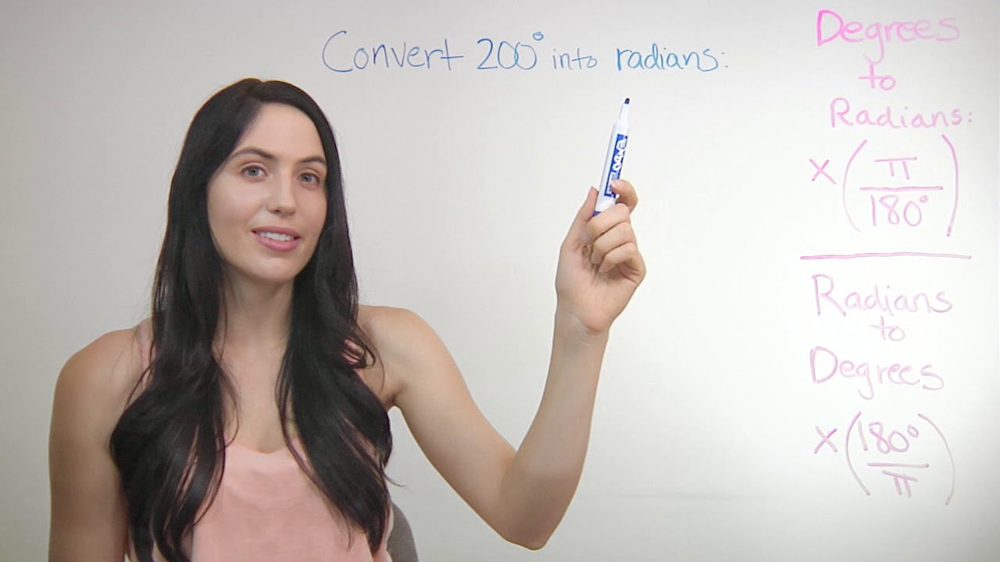 Convert 200° into radians:
Degrees
to
Radians:
× (π
180°)
Radians
to
Degrees
× (180°
π)
EXPO